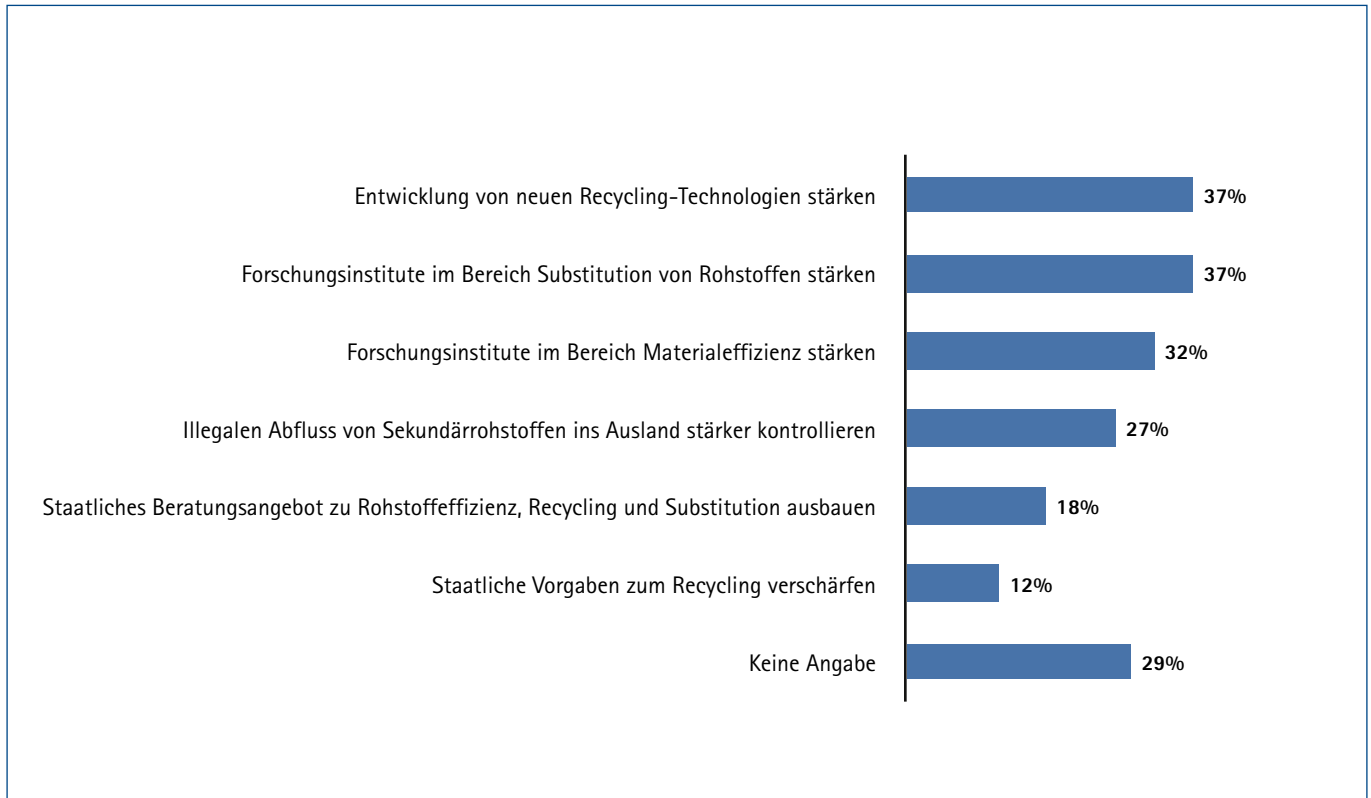 Entwicklung von neuen Recycling-Technologien stärken 37%
Forschungsinstitute im Bereich Substitution von Rohstoffen stärken 37%
Forschungsinstitute im Bereich Materialeffizienz stärken 32%
Illegalen Abfluss von Sekundärrohstoffen ins Ausland stärker kontrollieren 27%
Staatliches Beratungsangebot zu Rohstoffeffizienz, Recycling und Substitution ausbauen 18%
Staatliche Vorgaben zum Recycling verschärfen 12%
Keine Angabe 29%